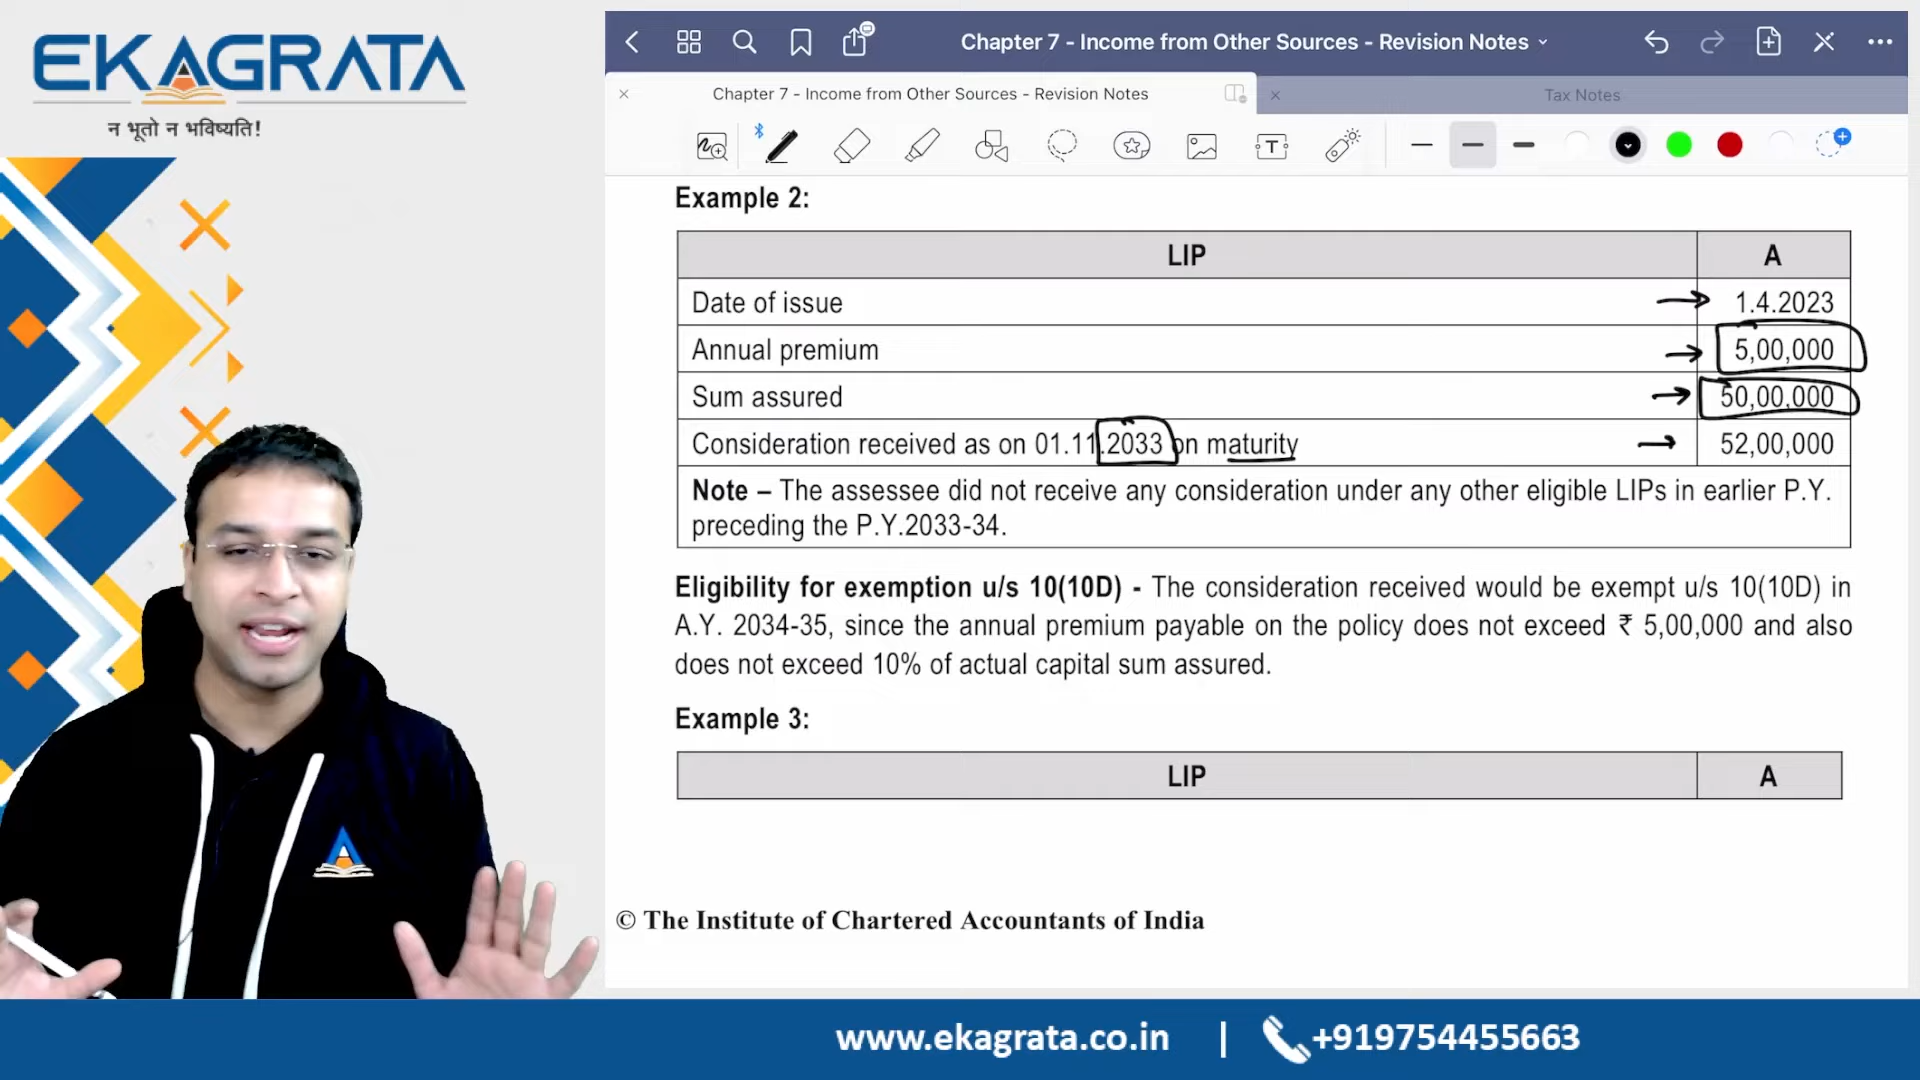 EKAGRATA
न भूतो न भविष्यति!
Chapter 7 - Income from Other Sources - Revision Notes
Chapter 7 - Income from Other Sources - Revision Notes
Tax Notes
T
Example 2:
LIP A
Date of issue 1.4.2023
Annual premium 5,00,000
Sum assured 50,00,000
Consideration received as on 01.11.2033 on maturity 52,00,000
Note – The assessee did not receive any consideration under any other eligible LIPs in earlier P.Y.
preceding the P.Y.2033-34.
Eligibility for exemption u/s 10(10D) - The consideration received would be exempt u/s 10(10D) in
A.Y. 2034-35, since the annual premium payable on the policy does not exceed ₹ 5,00,000 and also
does not exceed 10% of actual capital sum assured.
Example 3:
LIP A
© The Institute of Chartered Accountants of India
www.ekagrata.co.in | +919754455663